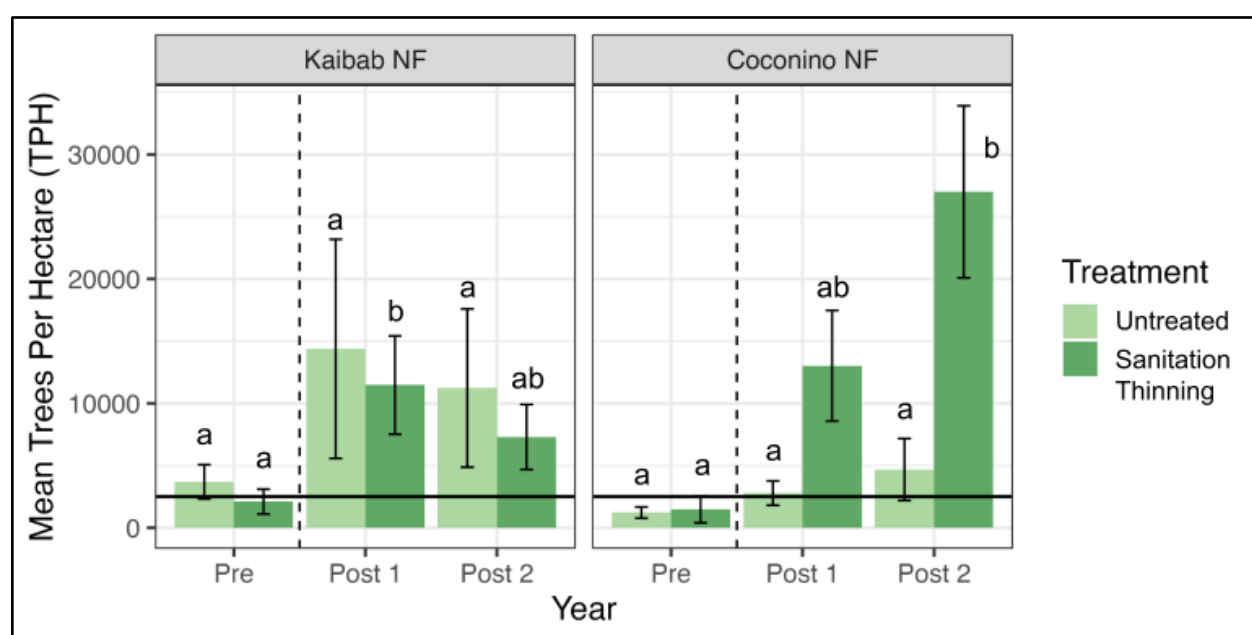 Kaibab NF
Coconino NF
Mean Trees Per Hectare (TPH)
30000
20000
10000
0
a
a
a
b
a
ab
a
a
a
ab
a
b
Pre
Post 1
Post 2
Pre
Post 1
Post 2
Year
Treatment
Untreated
Sanitation
Thinning